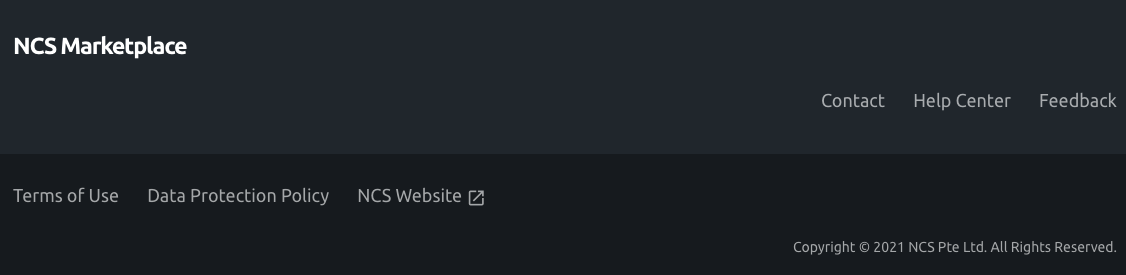 NCS Marketplace
Contact Help Center Feedback
Terms of Use Data Protection Policy NCS Website
Copyright © 2021 NCS Pte Ltd. All Rights Reserved.